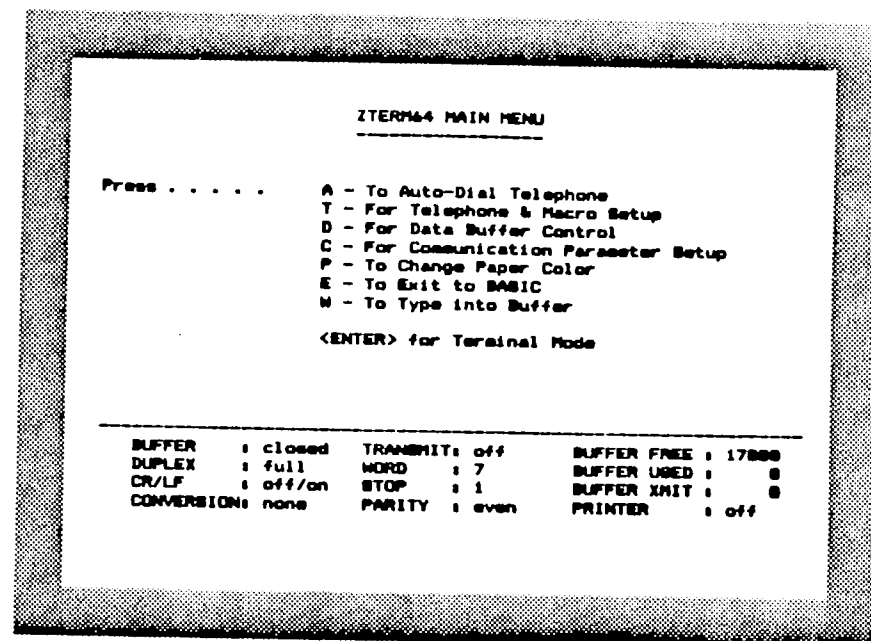 ZTERM64 MAIN MENU
Press . . . . . A - To Auto-Dial Telephone
T - For Telephone & Macro Setup
D - For Data Buffer Control
C - For Communication Parameter Setup
P - To Change Paper Color
E - To Exit to BASIC
W - To Type into Buffer
<ENTER> for Terminal Mode
BUFFER : closed TRANSMIT: off BUFFER FREE : 17000
DUPLEX : full WORD : 7 BUFFER USED : 0
CR/LF : off/on STOP : 1 BUFFER XMIT : 0
CONVERSION: none PARITY : even PRINTER : off